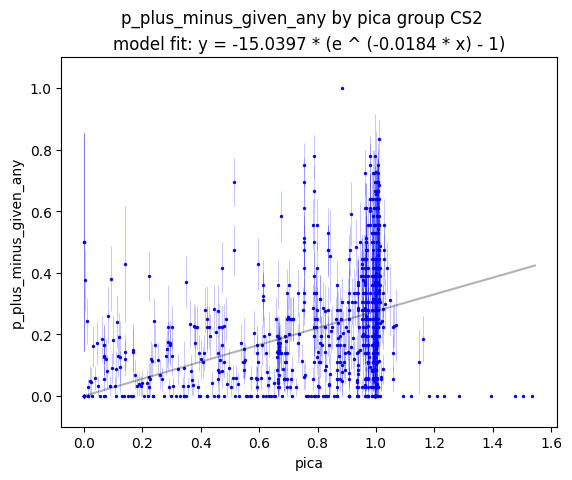 p_plus_minus_given_any by pica group CS2
model fit: y = -15.0397 * (e ^ (-0.0184 * x) - 1)
p_plus_minus_given_any
1.0
0.8
0.6
0.4
0.2
0.0
0.0 0.2 0.4 0.6 0.8 1.0 1.2 1.4 1.6
pica